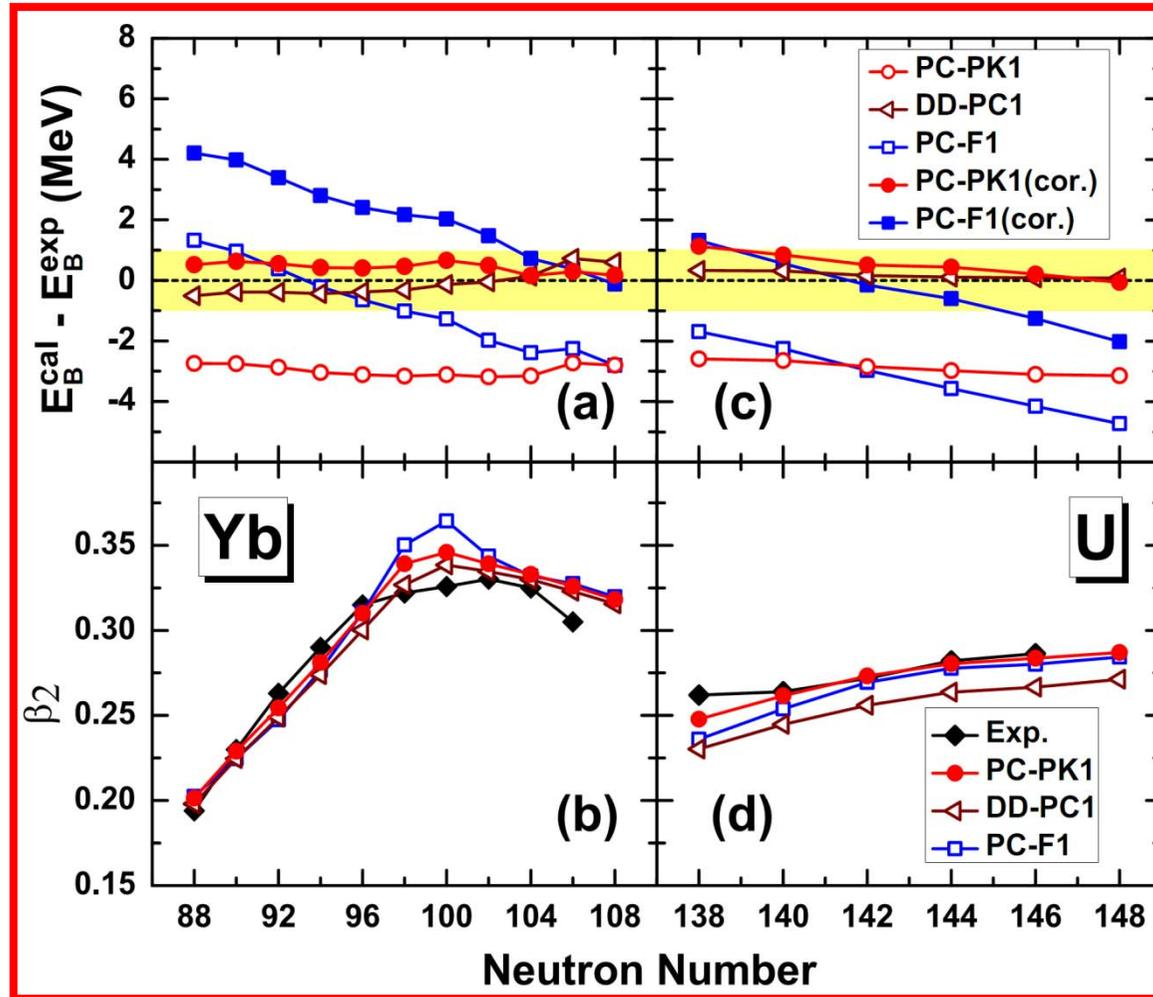 8
6
4
2
0
-2
-4
E_B^cal - E_B^exp (MeV)
PC-PK1
DD-PC1
PC-F1
PC-PK1(cor.)
PC-F1(cor.)
(a)
(c)
Yb
U
0.35
0.30
0.25
0.20
0.15
β2
Exp.
PC-PK1
DD-PC1
PC-F1
(b)
(d)
88 92 96 100 104 108
138 140 142 144 146 148
Neutron Number